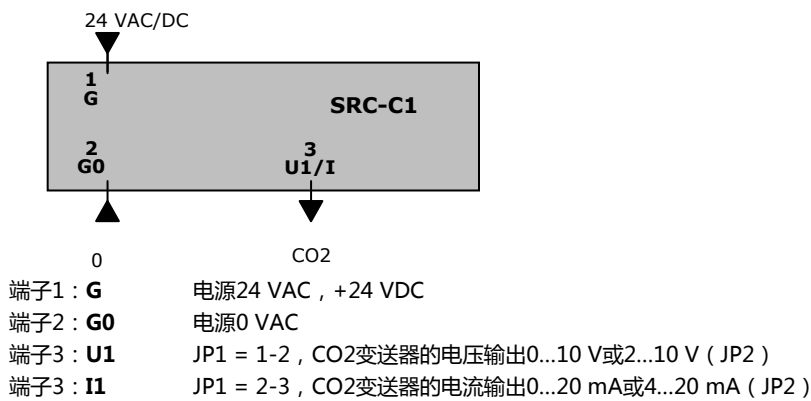 24 VAC/DC
1
G
SRC-C1
2
G0
3
U1/I
0
CO2
端子1：G 电源24 VAC，+24 VDC
端子2：G0 电源0 VAC
端子3：U1 JP1 = 1-2，CO2变送器的电压输出0...10 V或2...10 V（JP2）
端子3：I1 JP1 = 2-3，CO2变送器的电流输出0...20 mA或4...20 mA（JP2）